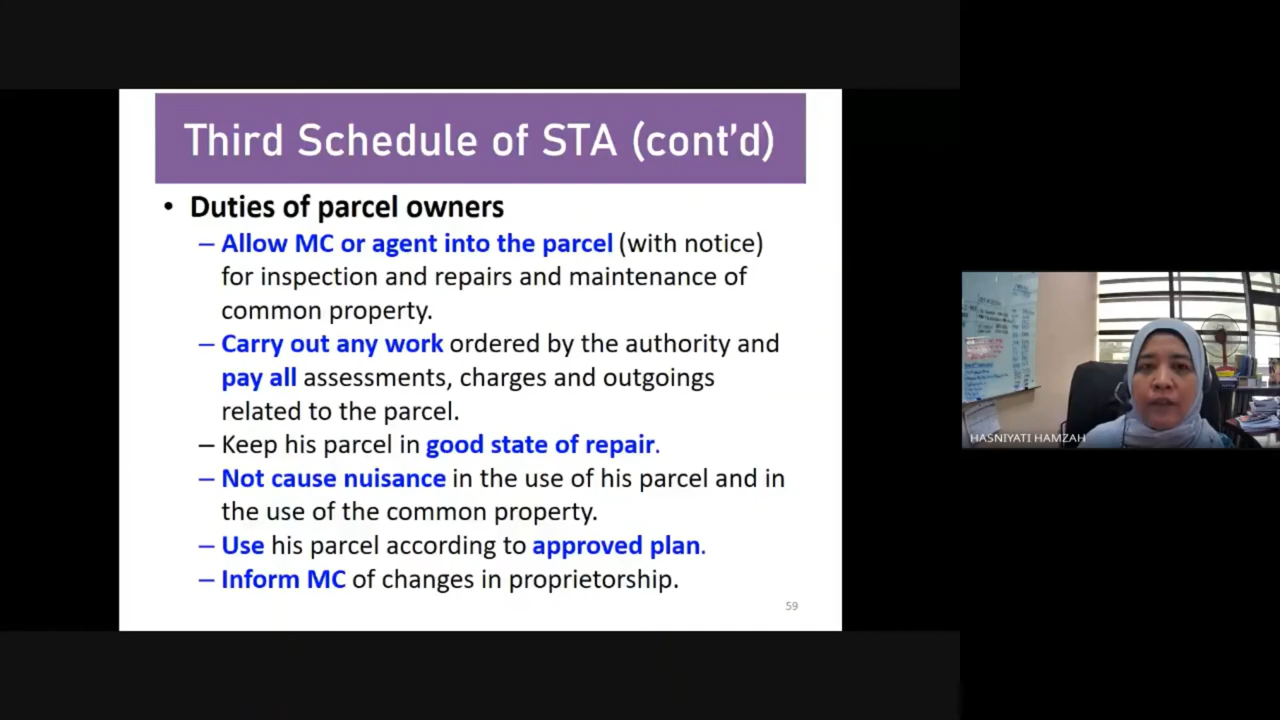 Third Schedule of STA (cont’d)
• Duties of parcel owners
– Allow MC or agent into the parcel (with notice)
for inspection and repairs and maintenance of
common property.
– Carry out any work ordered by the authority and
pay all assessments, charges and outgoings
related to the parcel.
– Keep his parcel in good state of repair.
– Not cause nuisance in the use of his parcel and in
the use of the common property.
– Use his parcel according to approved plan.
– Inform MC of changes in proprietorship.
59
HASNIYATI HAMZAH